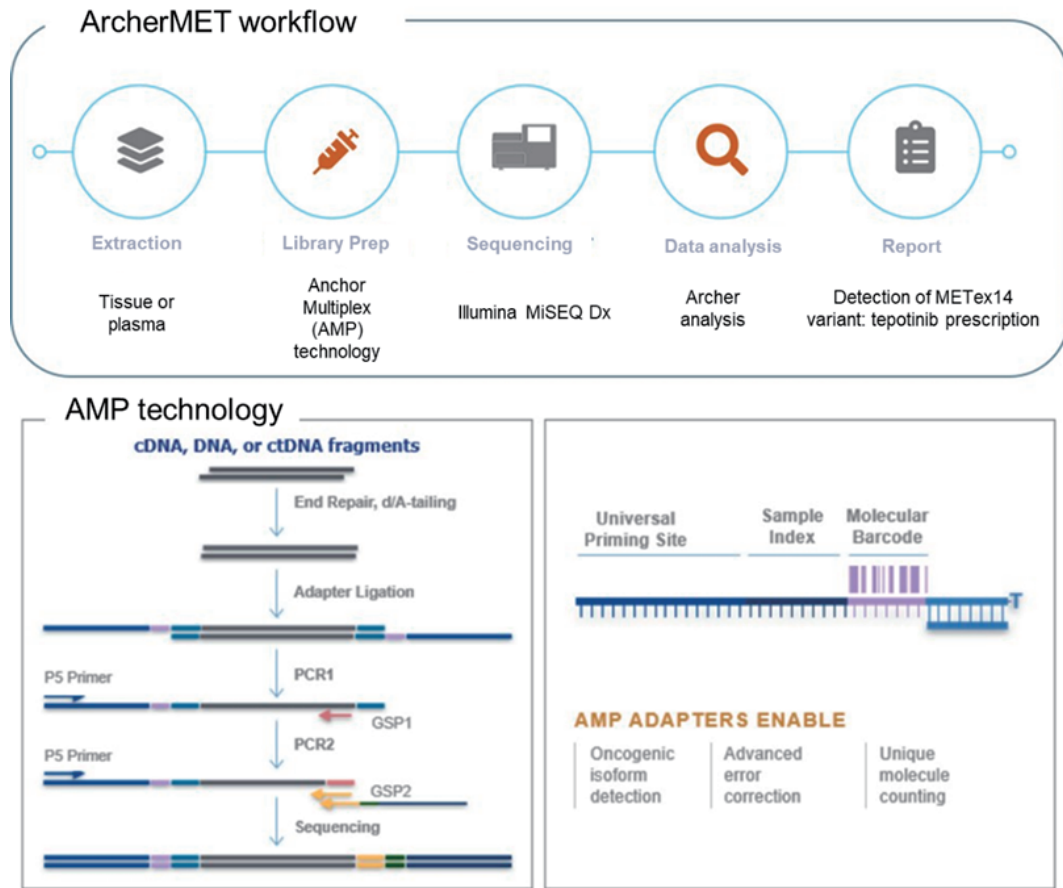 ArcherMET workflow
Extraction
Library Prep
Sequencing
Data analysis
Report
Tissue or
plasma
Anchor
Multiplex
(AMP)
technology
Illumina MiSEQ Dx
Archer
analysis
Detection of METex14
variant: tepotinib prescription
AMP technology
cDNA, DNA, or ctDNA fragments
End Repair, d/A-tailing
Adapter Ligation
PCR1
P5 Primer
GSP1
PCR2
P5 Primer
GSP2
Sequencing
Universal
Priming Site
Sample
Index
Molecular
Barcode
T
AMP ADAPTERS ENABLE
Oncogenic
isoform
detection
Advanced
error
correction
Unique
molecule
counting